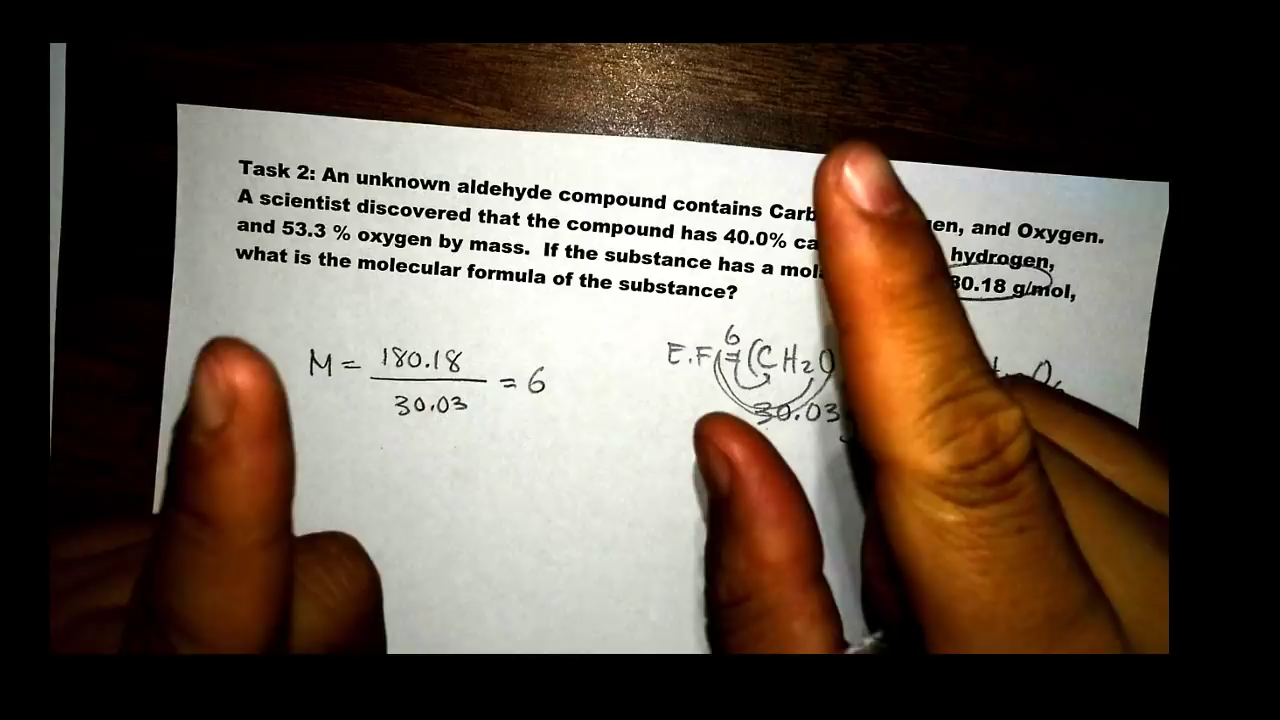 Task 2: An unknown aldehyde compound contains Carb en, and Oxygen.
A scientist discovered that the compound has 40.0% ca hydrogen,
and 53.3 % oxygen by mass. If the substance has a mol 80.18 g/mol,
what is the molecular formula of the substance?
M = 180.18 / 30.03 = 6
6
E.F = (CH₂O
30.03